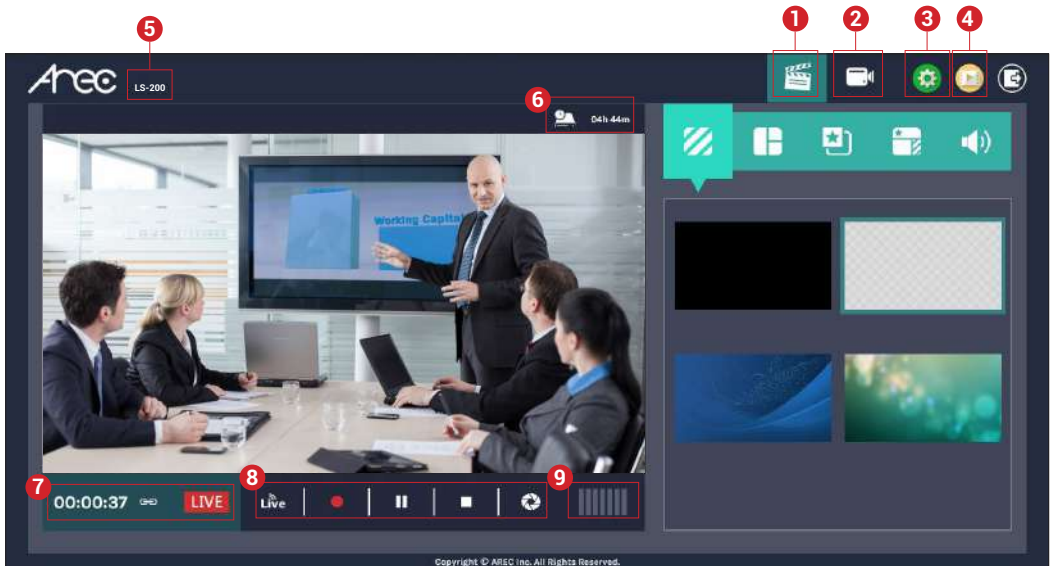 5
1
2
3
4
AREC
LS-200
6
04h 44m
Working Capital
7
00:00:37
LIVE
8
Live
9
Copyright © AREC Inc. All Rights Reserved.